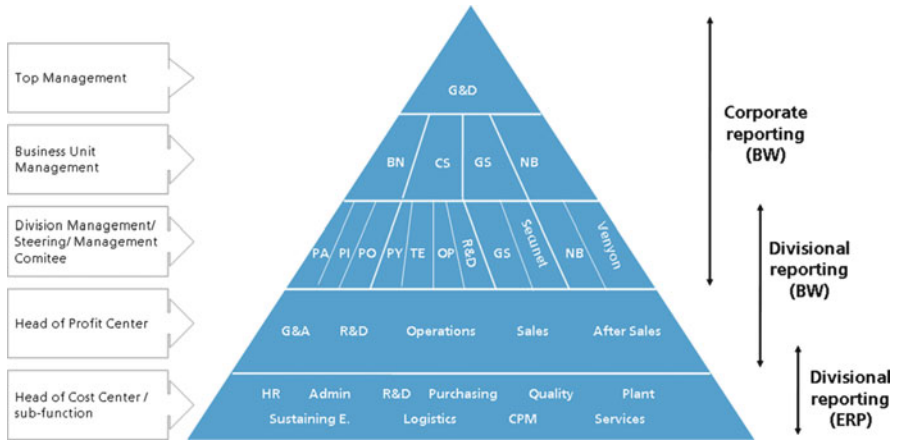 Top Management
G&D
Business Unit
Management
BN CS GS NB
Corporate
reporting
(BW)
Division Management/
Steering/ Management
Comitee
PA PI PO PY TE OP R&D GS Secunet NB Venyon
Divisional
reporting
(BW)
Head of Profit Center
G&A R&D Operations Sales After Sales
Head of Cost Center /
sub-function
HR Admin R&D Purchasing Quality Plant
Sustaining E. Logistics CPM Services
Divisional
reporting
(ERP)